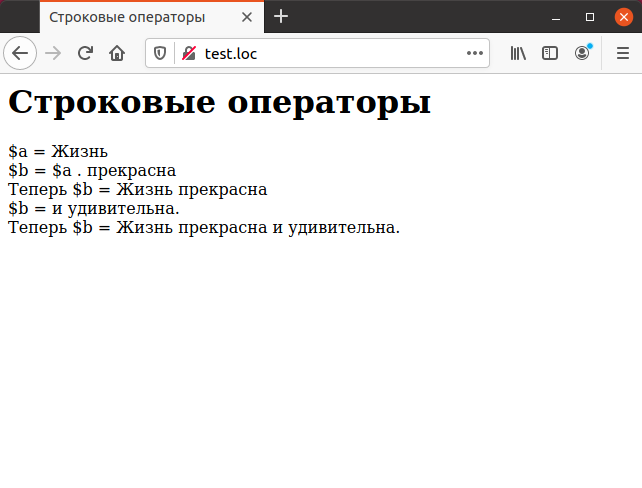 Строковые операторы
test.loc
Строковые операторы
$a = Жизнь
$b = $a . прекрасна
Теперь $b = Жизнь прекрасна
$b = и удивительна.
Теперь $b = Жизнь прекрасна и удивительна.